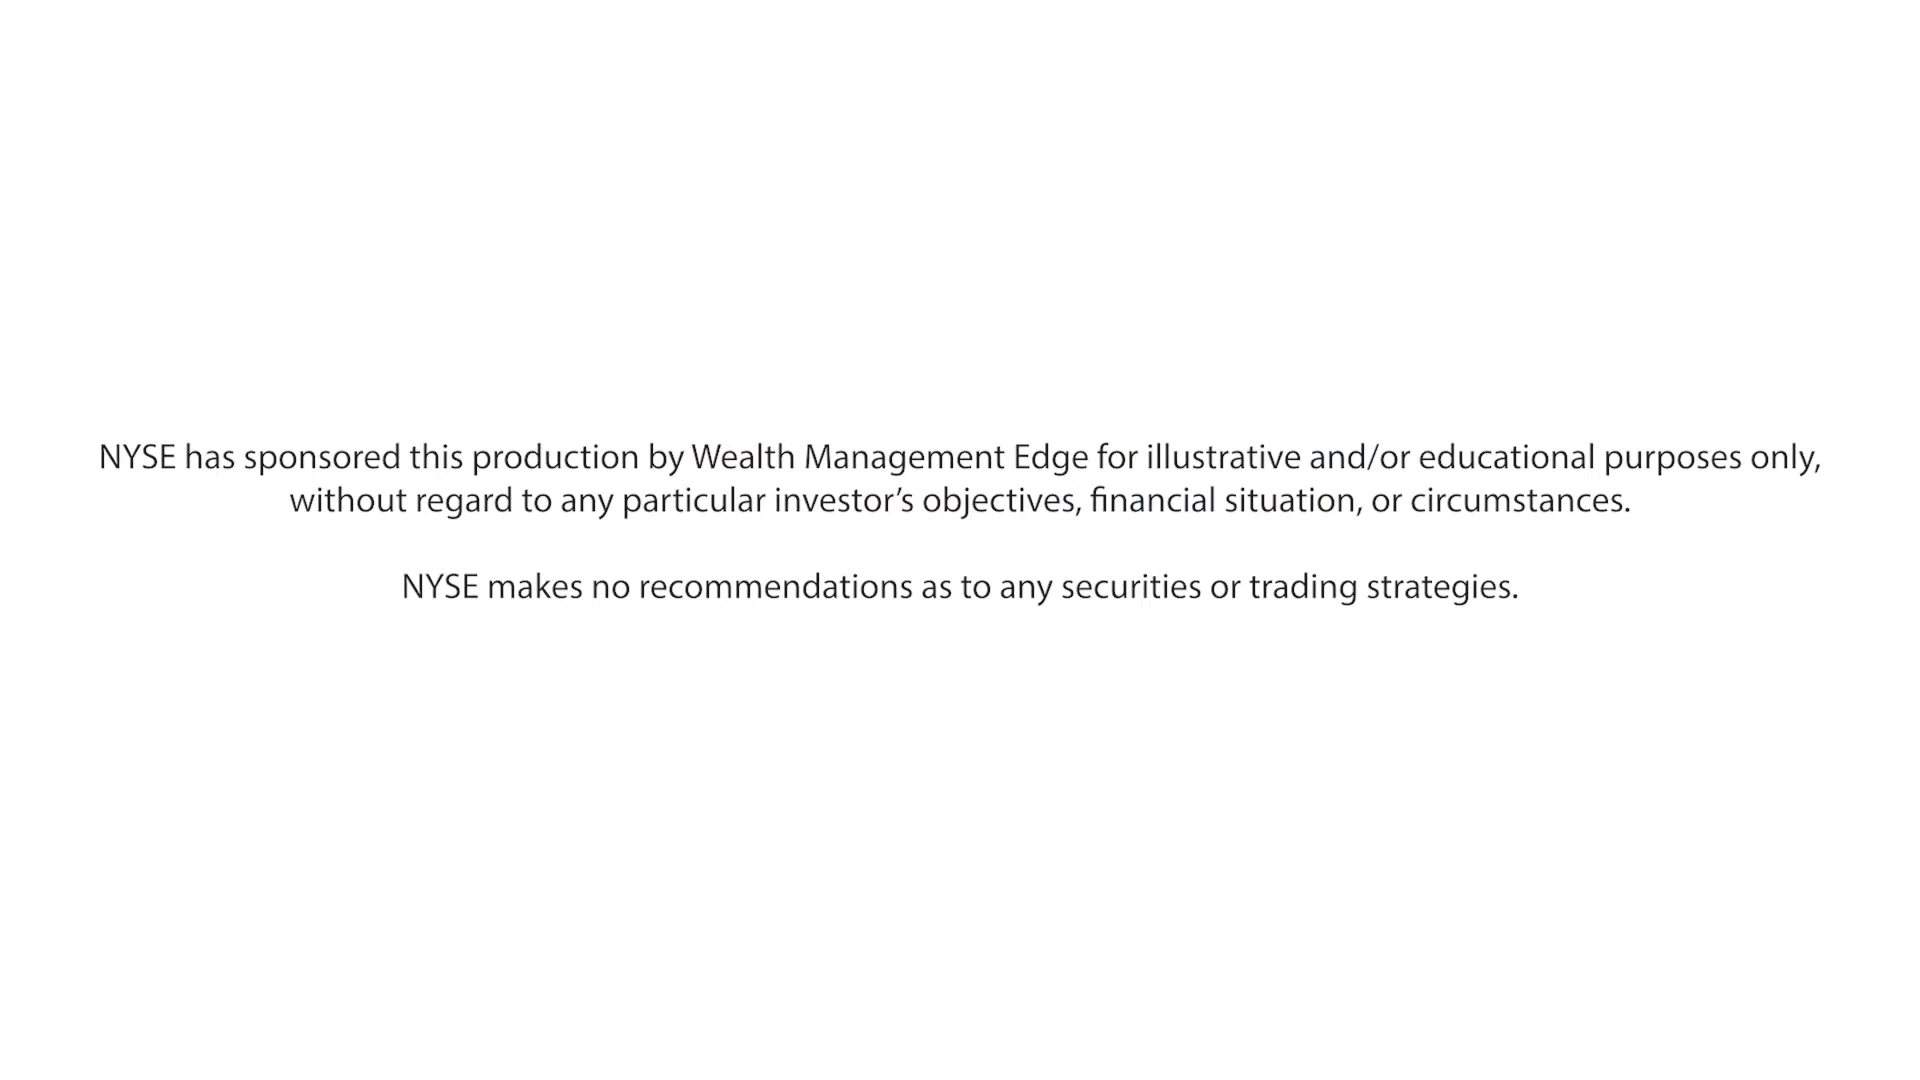 NYSE has sponsored this production by Wealth Management Edge for illustrative and/or educational purposes only,
without regard to any particular investor’s objectives, financial situation, or circumstances.
NYSE makes no recommendations as to any securities or trading strategies.